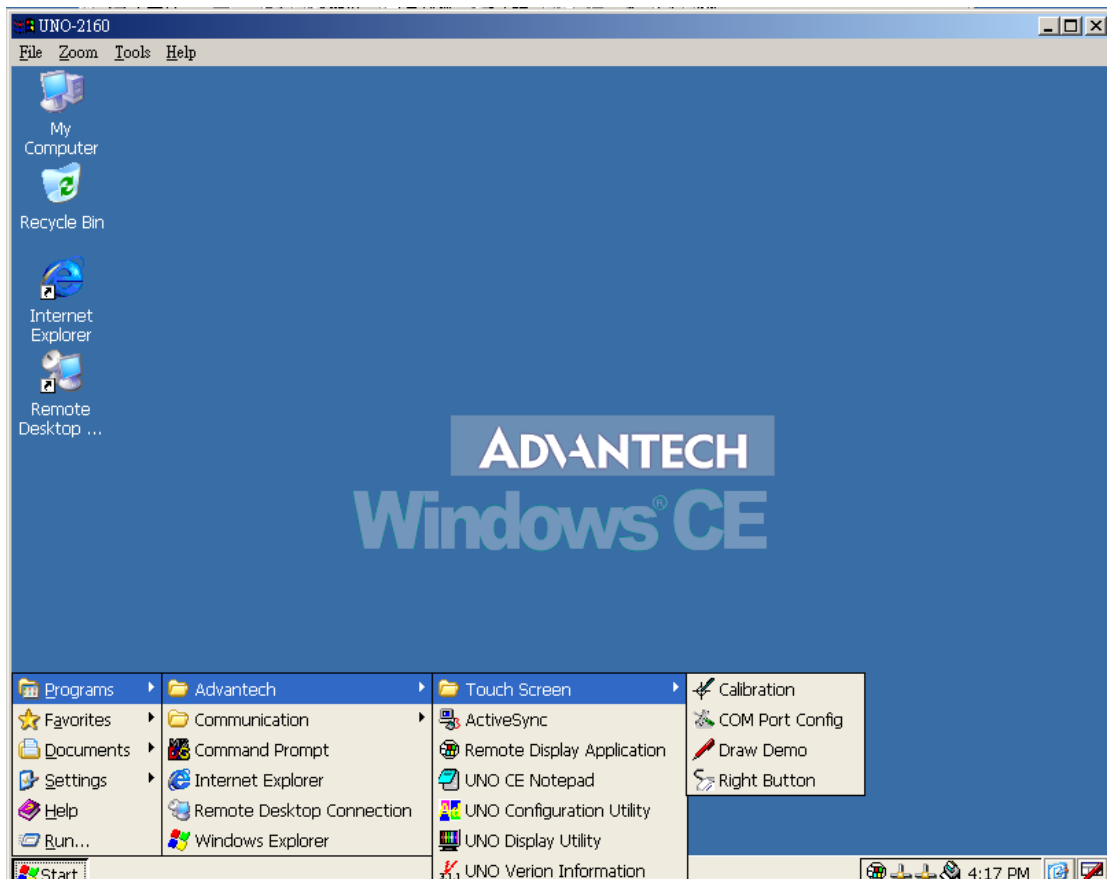 UNO-2160
File Zoom Tools Help
My
Computer
Recycle Bin
Internet
Explorer
Remote
Desktop ...
ADVANTECH
Windows® CE
Programs
Favorites
Documents
Settings
Help
Run...
Advantech
Communication
Command Prompt
Internet Explorer
Remote Desktop Connection
Windows Explorer
Touch Screen
ActiveSync
Remote Display Application
UNO CE Notepad
UNO Configuration Utility
UNO Display Utility
UNO Verion Information
Calibration
COM Port Config
Draw Demo
Right Button
Start
4:17 PM